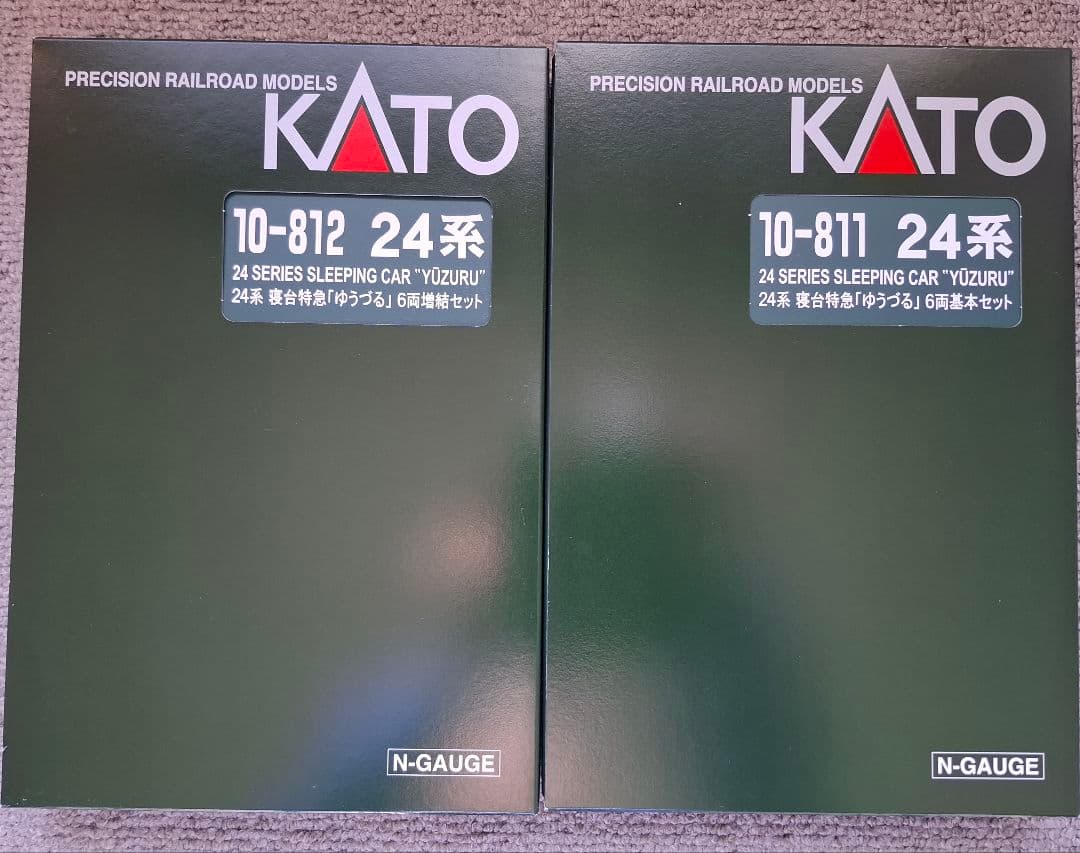 PRECISION RAILROAD MODELS
KATO
10-812 24系
24 SERIES SLEEPING CAR "YŪZURU"
24系 寝台特急「ゆうづる」 6両増結セット
N-GAUGE
PRECISION RAILROAD MODELS
KATO
10-811 24系
24 SERIES SLEEPING CAR "YŪZURU"
24系 寝台特急「ゆうづる」 6両基本セット
N-GAUGE